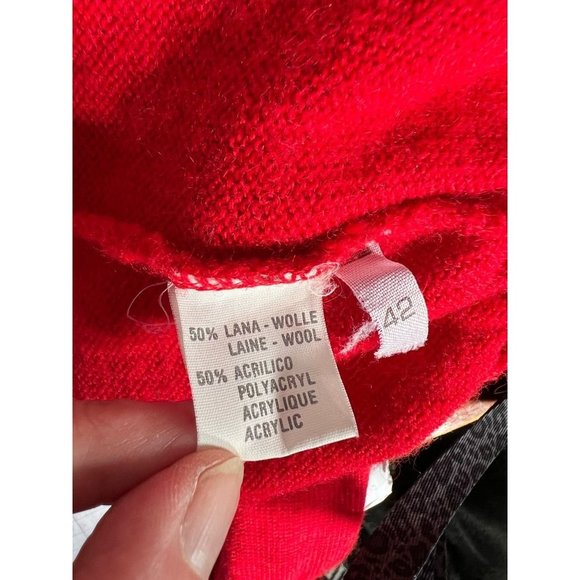 50% LANA - WOLLE
LAINE - WOOL
50% ACRILICO
POLYACRYL
ACRYLIQUE
ACRYLIC
42